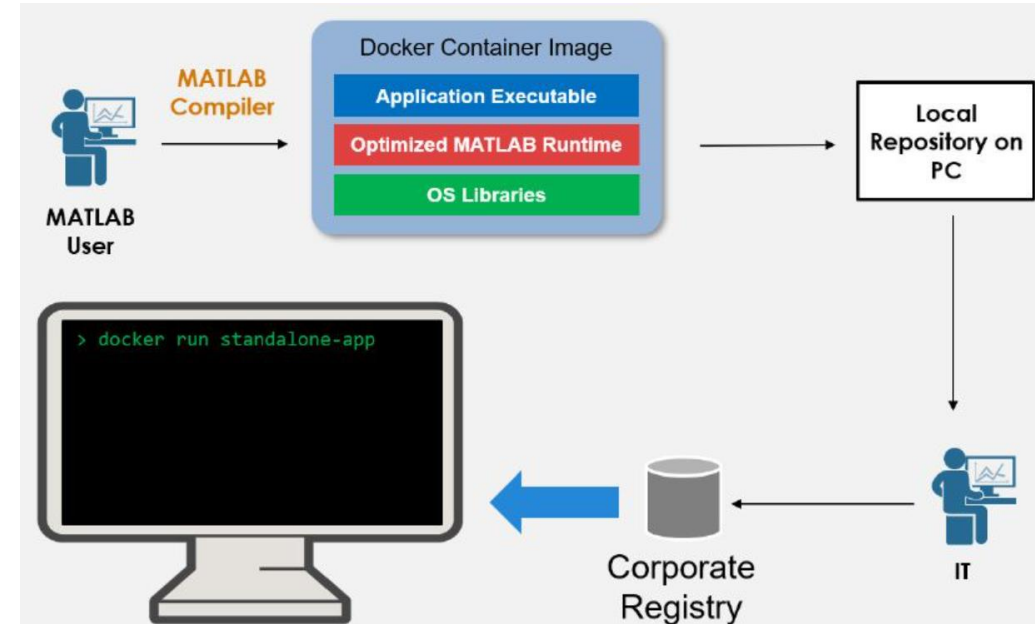 MATLAB
Compiler
Docker Container Image
Application Executable
Optimized MATLAB Runtime
OS Libraries
Local
Repository on
PC
MATLAB
User
> docker run standalone-app
Corporate
Registry
IT